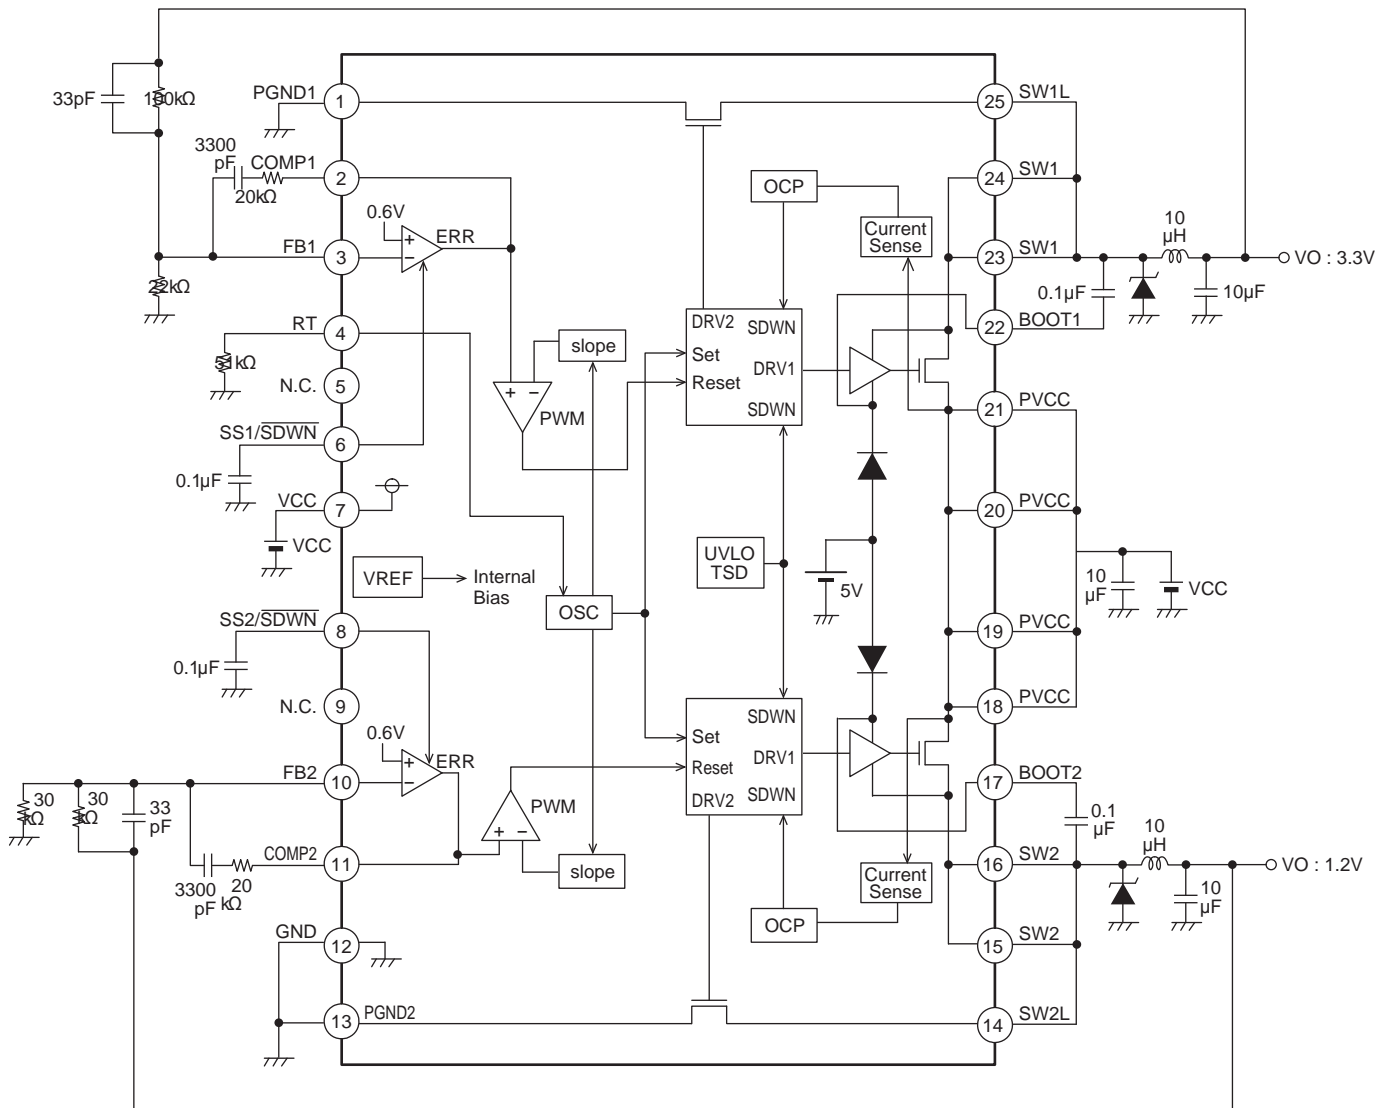 33pF
100kΩ
PGND1
1
25
SW1L
3300
pF
COMP1
20kΩ
2
24
SW1
OCP
Current
Sense
0.6V
+
−
ERR
FB1
3
23
SW1
10
µH
VO : 3.3V
22kΩ
0.1µF
10µF
22
BOOT1
RT
4
51kΩ
N.C.
5
slope
DRV2
SDWN
Set
DRV1
Reset
SDWN
+
−
PWM
21
PVCC
SS1/SDWN
6
0.1µF
VCC
7
VCC
20
PVCC
VREF
Internal
Bias
OSC
UVLO
TSD
5V
10
µF
VCC
SS2/SDWN
8
0.1µF
19
PVCC
N.C.
9
18
PVCC
SDWN
Set
DRV1
Reset
DRV2
SDWN
0.6V
+
−
ERR
FB2
10
17
BOOT2
30
kΩ
30
kΩ
33
pF
PWM
+
−
0.1
µF
COMP2
11
3300
pF
20
kΩ
slope
Current
Sense
16
SW2
10
µH
VO : 1.2V
10
µF
OCP
GND
12
15
SW2
13
PGND2
14
SW2L